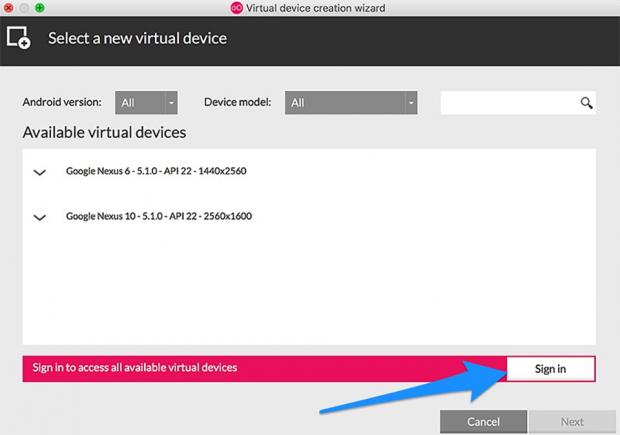 Virtual device creation wizard
Select a new virtual device
Android version: All Device model: All
Available virtual devices
Google Nexus 6 - 5.1.0 - API 22 - 1440x2560
Google Nexus 10 - 5.1.0 - API 22 - 2560x1600
Sign in to access all available virtual devices Sign in
Cancel Next